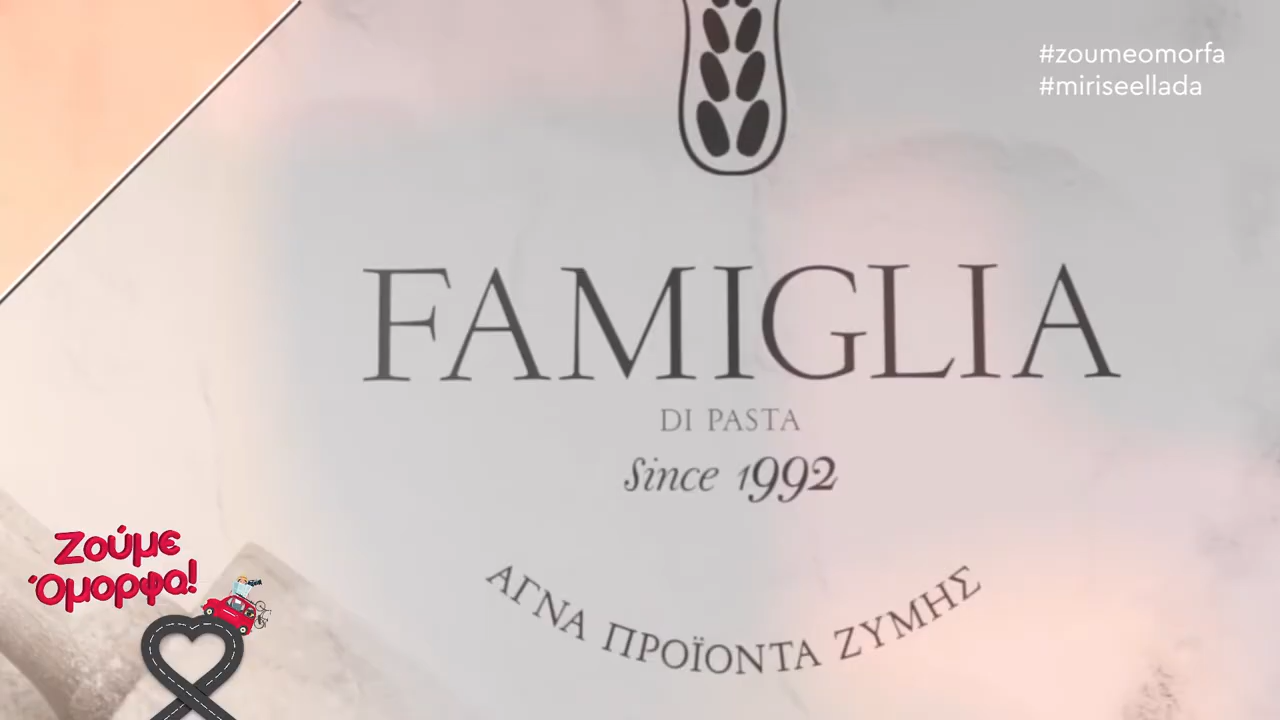 #zoumeomorfa
#miriseellada
FAMIGLIA
DI PASTA
Since 1992
ΑΓΝΑ ΠΡΟΪΟΝΤΑ ΖΥΜΗΣ
Ζούμε
Όμορφα!